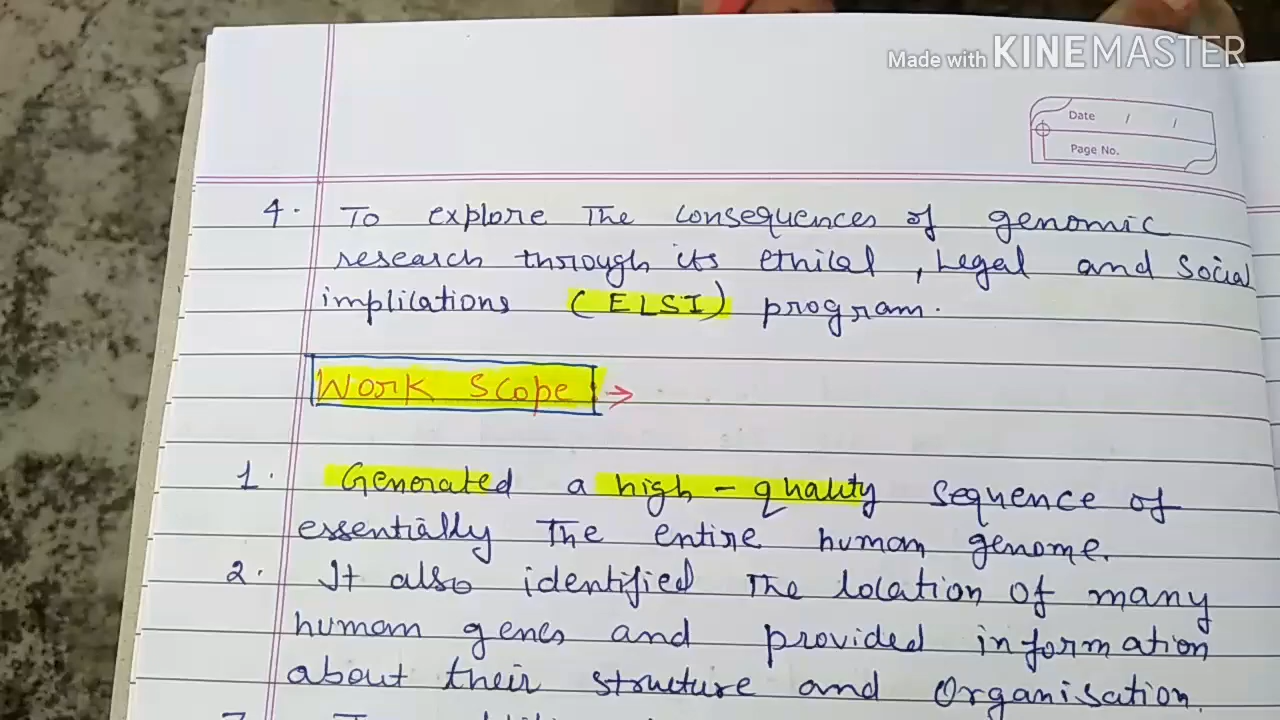 Made with KINEMASTER
Date / /
Page No.
4. To explore The consequences of genomic
research through its ethical, Legal and Social
implications (ELSI) program.
Work Scope →
1. Generated a high-quality sequence of
essentially The entire human genome.
2. It also identified The location of many
human genes and provided information
about their structure and Organisation.